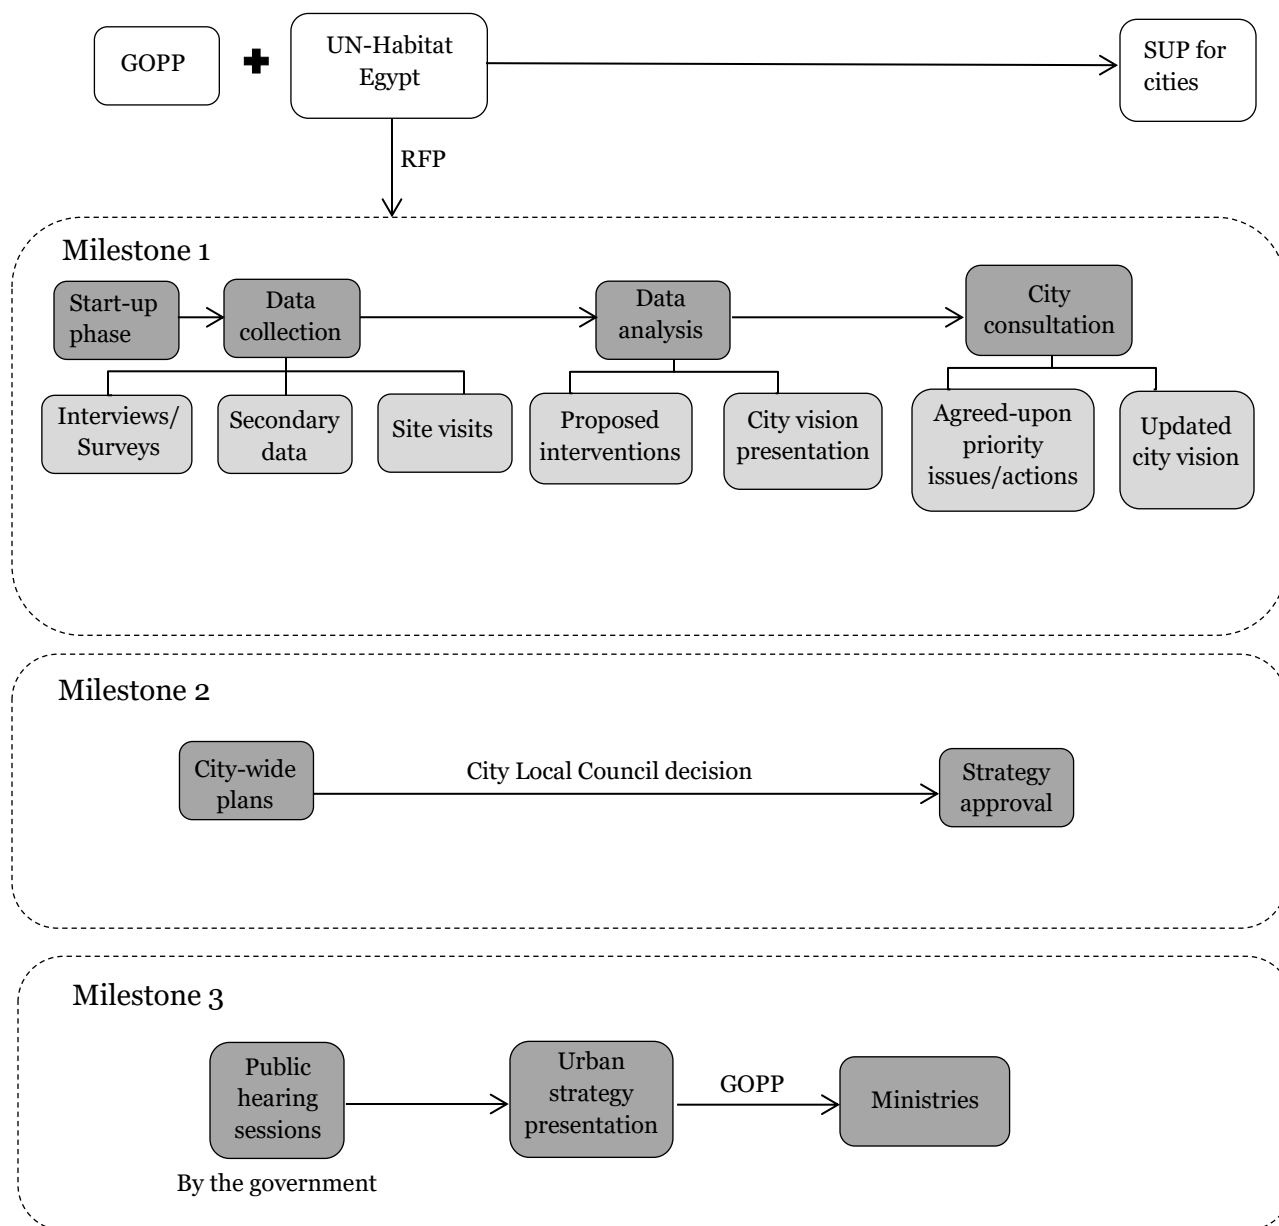 GOPP
UN-Habitat
Egypt
SUP for
cities
RFP
Milestone 1
Start-up
phase
Data
collection
Data
analysis
City
consultation
Interviews/
Surveys
Secondary
data
Site visits
Proposed
interventions
City vision
presentation
Agreed-upon
priority
issues/actions
Updated
city vision
Milestone 2
City-wide
plans
City Local Council decision
Strategy
approval
Milestone 3
Public
hearing
sessions
By the government
Urban
strategy
presentation
GOPP
Ministries